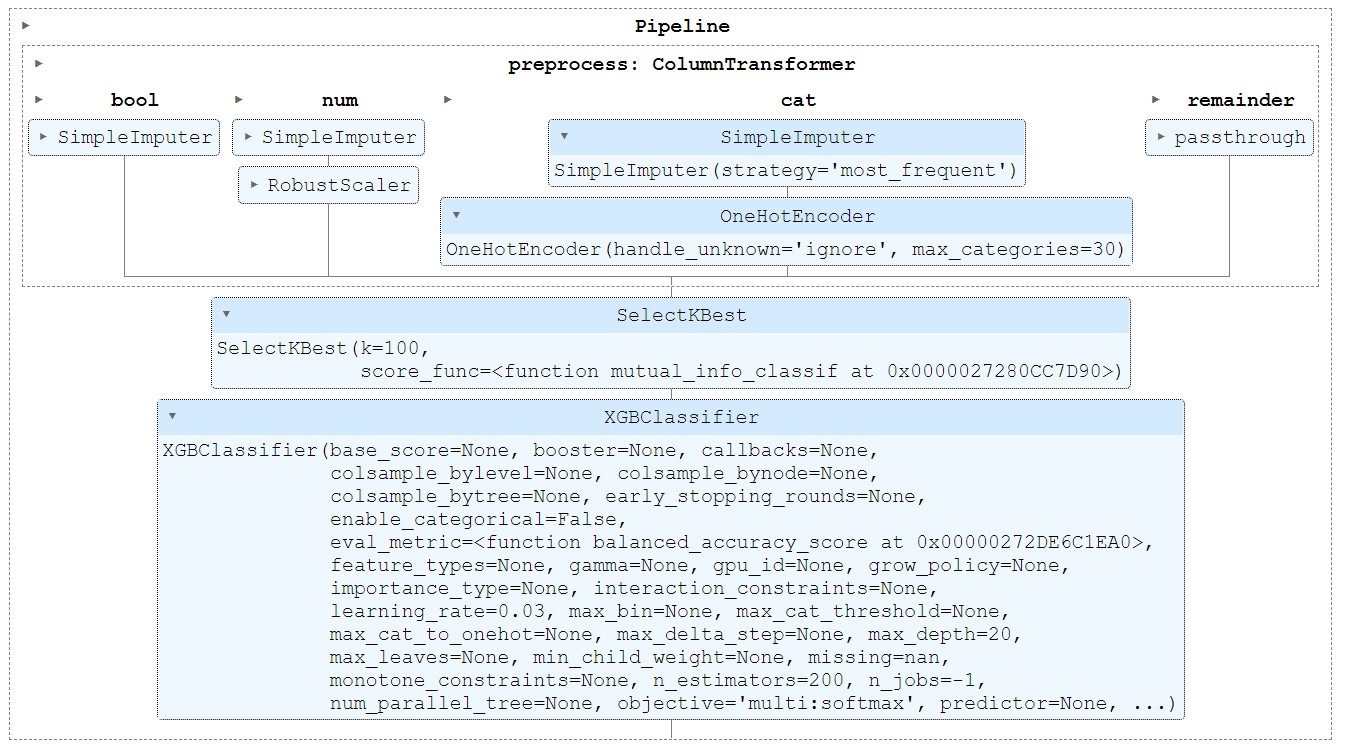 Pipeline
preprocess: ColumnTransformer
bool num cat remainder
SimpleImputer SimpleImputer SimpleImputer passthrough
SimpleImputer(strategy='most_frequent')
RobustScaler
OneHotEncoder
OneHotEncoder(handle_unknown='ignore', max_categories=30)
SelectKBest
SelectKBest(k=100,
score_func=<function mutual_info_classif at 0x0000027280CC7D90>)
XGBClassifier
XGBClassifier(base_score=None, booster=None, callbacks=None,
colsample_bylevel=None, colsample_bynode=None,
colsample_bytree=None, early_stopping_rounds=None,
enable_categorical=False,
eval_metric=<function balanced_accuracy_score at 0x00000272DE6C1EA0>,
feature_types=None, gamma=None, gpu_id=None, grow_policy=None,
importance_type=None, interaction_constraints=None,
learning_rate=0.03, max_bin=None, max_cat_threshold=None,
max_cat_to_onehot=None, max_delta_step=None, max_depth=20,
max_leaves=None, min_child_weight=None, missing=nan,
monotone_constraints=None, n_estimators=200, n_jobs=-1,
num_parallel_tree=None, objective='multi:softmax', predictor=None, ...)